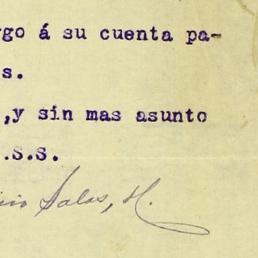 rgo á su cuenta pa-
s.
,y sin mas asunto
.S.S.
Salas, H.